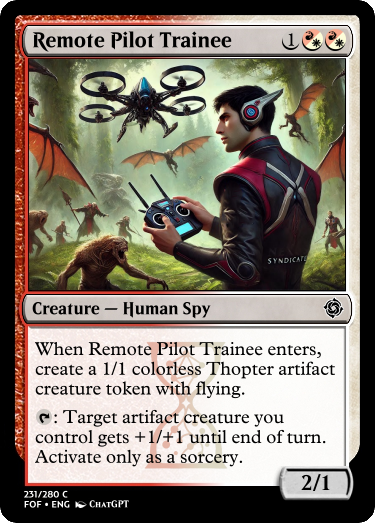 Remote Pilot Trainee 1
SYNDICATE
Creature — Human Spy
When Remote Pilot Trainee enters,
create a 1/1 colorless Thopter artifact
creature token with flying.
: Target artifact creature you
control gets +1/+1 until end of turn.
Activate only as a sorcery.
2/1
231/280 C
FOF • ENG ChatGPT